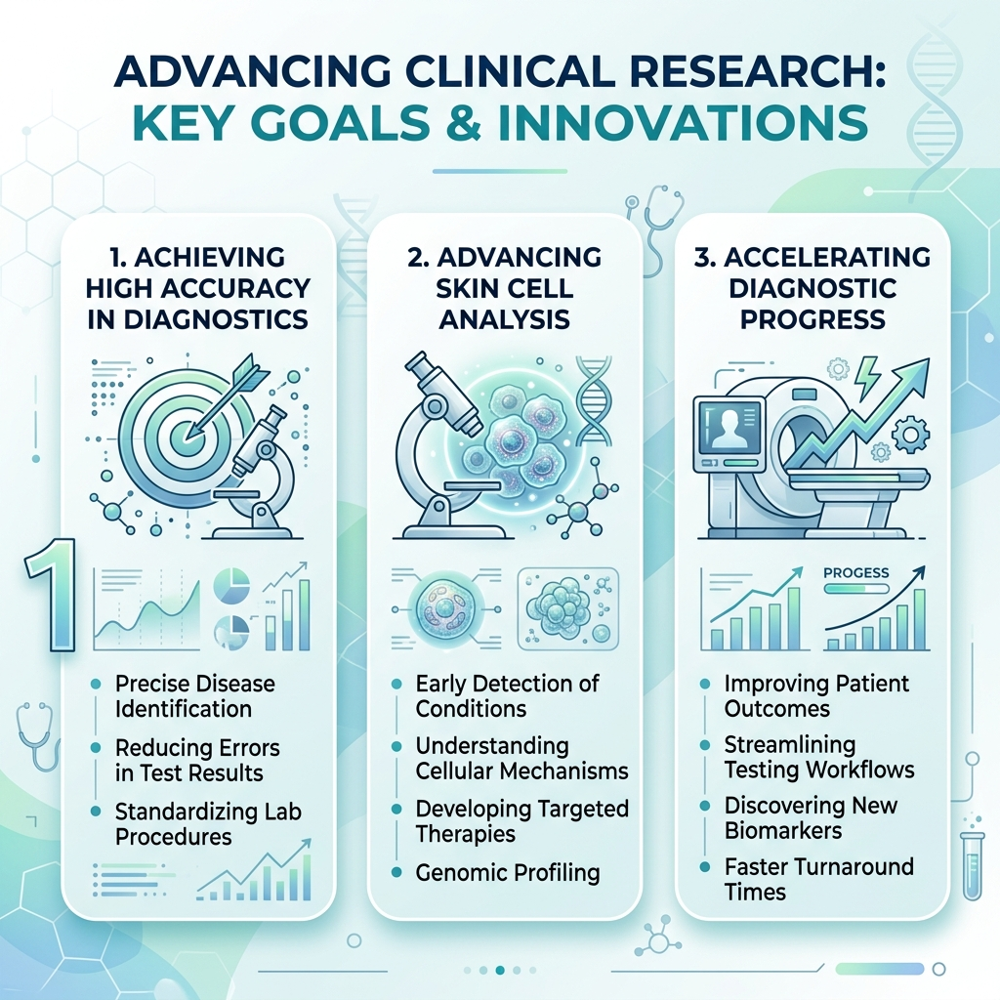 ADVANCING CLINICAL RESEARCH:
KEY GOALS & INNOVATIONS
1. ACHIEVING
HIGH ACCURACY
IN DIAGNOSTICS
1
Precise Disease
Identification
Reducing Errors
in Test Results
Standardizing Lab
Procedures
2. ADVANCING
SKIN CELL
ANALYSIS
Early Detection of
Conditions
Understanding
Cellular Mechanisms
Developing Targeted
Therapies
Genomic Profiling
3. ACCELERATING
DIAGNOSTIC
PROGRESS
PROGESS
Improving Patient
Outcomes
Streamlining
Testing Workflows
Discovering New
Biomarkers
Faster Turnaround
Times